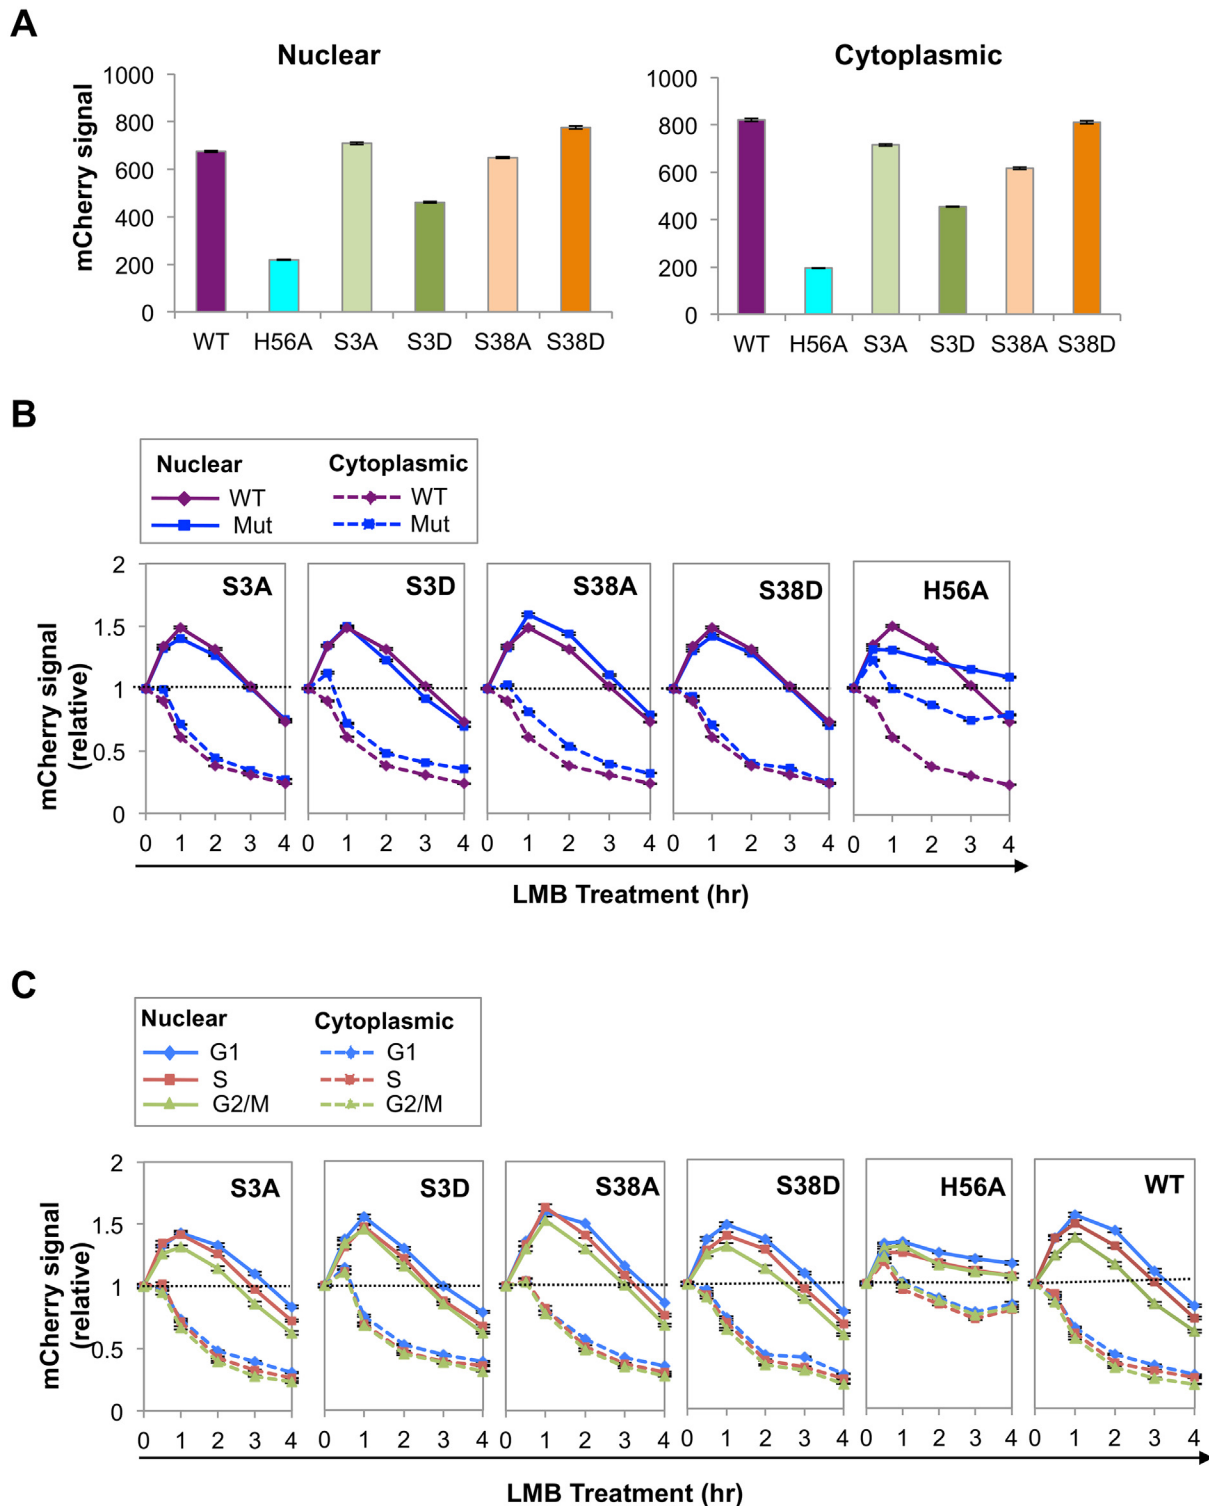 A
Nuclear
Cytoplasmic
mCherry signal
1000
800
600
400
200
0
WT H56A S3A S3D S38A S38D
1000
800
600
400
200
0
WT H56A S3A S3D S38A S38D
B
Nuclear Cytoplasmic
WT WT
Mut Mut
mCherry signal
(relative)
2
1.5
1
0.5
0
S3A S3D S38A S38D H56A
0 1 2 3 4 0 1 2 3 4 0 1 2 3 4 0 1 2 3 4 0 1 2 3 4
LMB Treatment (hr)
C
Nuclear Cytoplasmic
G1 G1
S S
G2/M G2/M
mCherry signal
(relative)
2
1.5
1
0.5
0
S3A S3D S38A S38D H56A WT
0 1 2 3 4 0 1 2 3 4 0 1 2 3 4 0 1 2 3 4 0 1 2 3 4 0 1 2 3 4
LMB Treatment (hr)